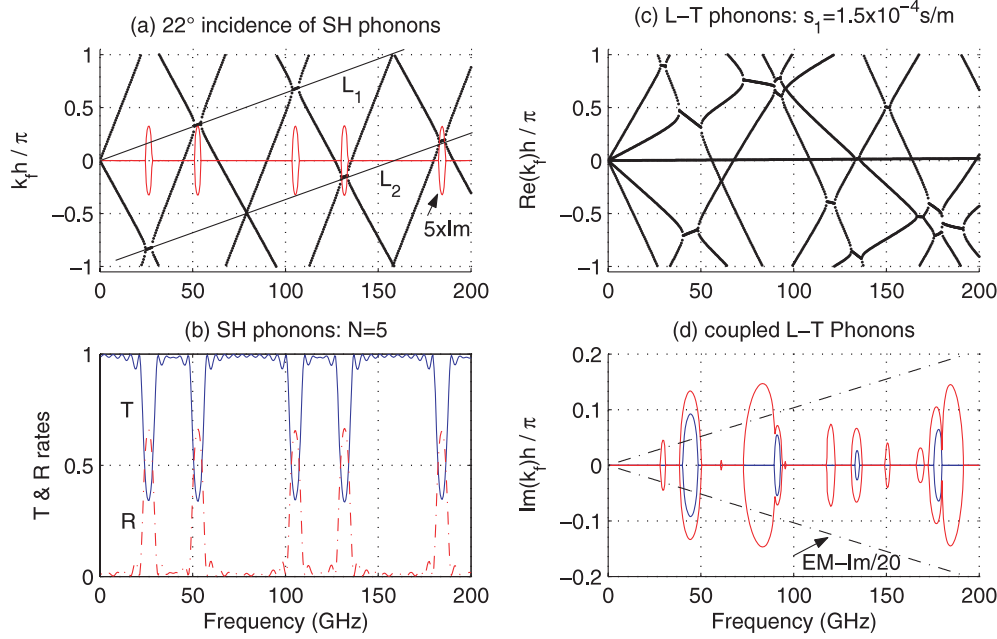 (a) 22° incidence of SH phonons
1
0.5
0
−0.5
−1
k_f h / π
L_1
L_2
5xIm
0
50
100
150
200
(c) L−T phonons: s_1=1.5x10^{-4} s/m
1
0.5
0
−0.5
−1
Re(k_f)h / π
0
50
100
150
200
(b) SH phonons: N=5
1
0.5
0
T & R rates
T
R
0
50
100
150
200
Frequency (GHz)
(d) coupled L−T Phonons
0.2
0.1
0
−0.1
−0.2
Im(k_f)h / π
EM−Im/20
0
50
100
150
200
Frequency (GHz)